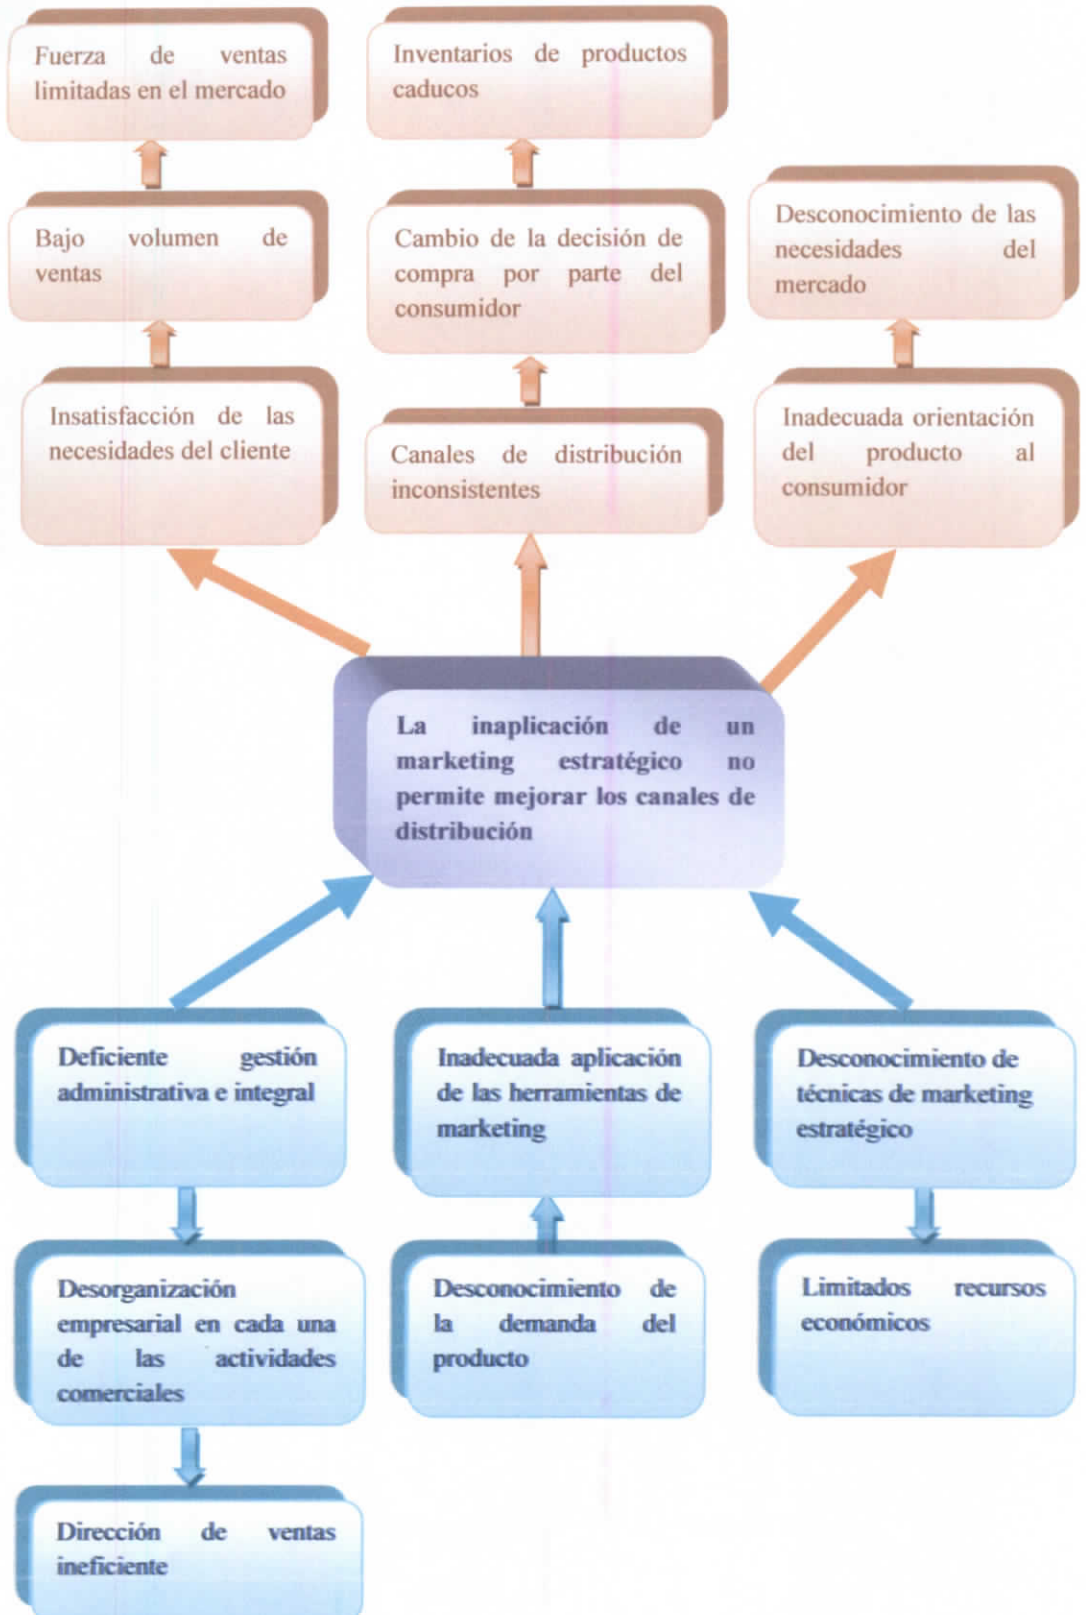 Fuerza de ventas
limitadas en el mercado
Inventarios de productos
caducos
Bajo volumen de
ventas
Cambio de la decisión de
compra por parte del
consumidor
Desconocimiento de las
necesidades del
mercado
Insatisfacción de las
necesidades del cliente
Canales de distribución
inconsistentes
Inadecuada orientación
del producto al
consumidor
La inaplicación de un
marketing estratégico no
permite mejorar los canales de
distribución
Deficiente gestión
administrativa e integral
Inadecuada aplicación
de las herramientas de
marketing
Desconocimiento de
técnicas de marketing
estratégico
Desorganización
empresarial en cada una
de las actividades
comerciales
Desconocimiento de
la demanda del
producto
Limitados recursos
económicos
Dirección de ventas
ineficiente